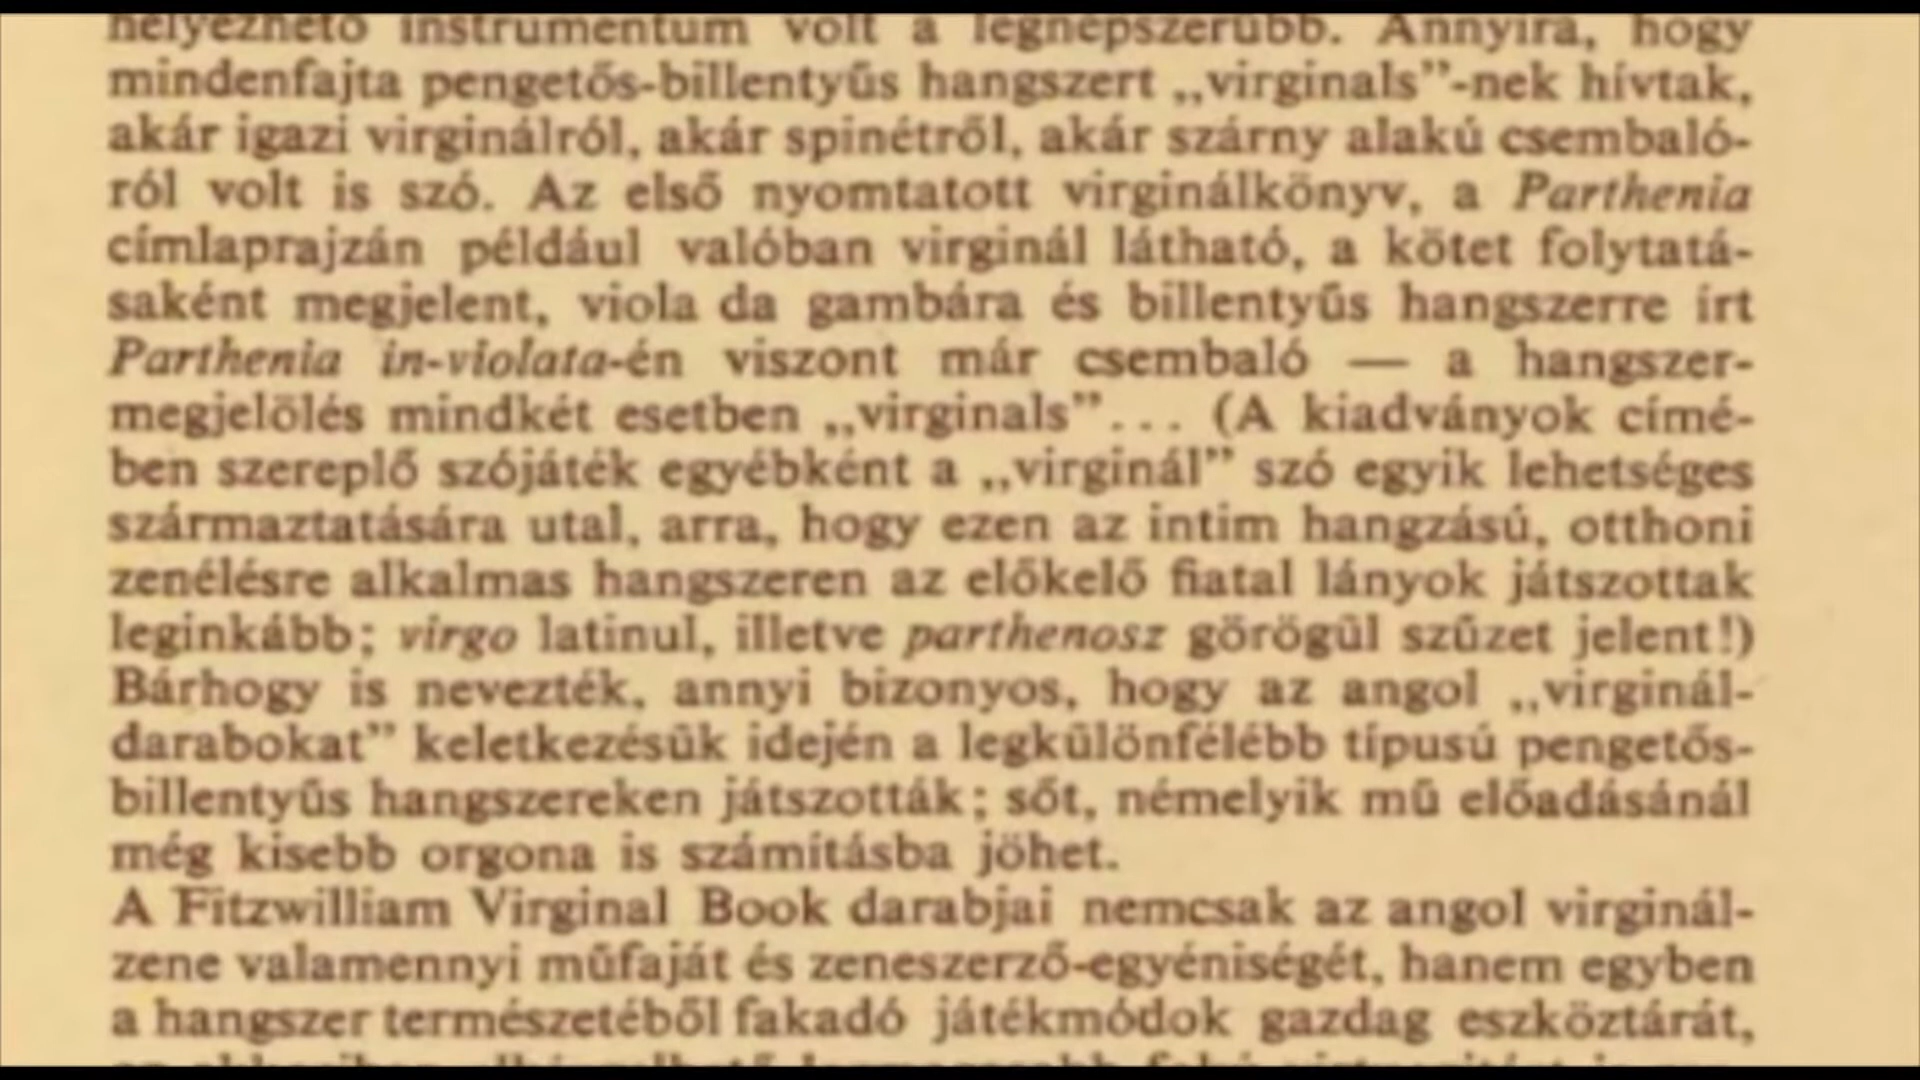 helyezhető instrumentum volt a legnépszerűbb. Annyira, hogy
mindenfajta pengetős-billentyűs hangszert „virginals”-nek hívtak,
akár igazi virginálról, akár spinétről, akár szárny alakú csembaló-
ról volt is szó. Az első nyomtatott virginálkönyv, a Parthenia
címlaprajzán például valóban virginál látható, a kötet folytatá-
saként megjelent, viola da gambára és billentyűs hangszerre írt
Parthenia in-violata-én viszont már csembaló — a hangszer-
megjelölés mindkét esetben „virginals”... (A kiadványok címé-
ben szereplő szójáték egyébként a „virginál” szó egyik lehetséges
származtatására utal, arra, hogy ezen az intim hangzású, otthoni
zenélésre alkalmas hangszeren az előkelő fiatal lányok játszottak
leginkább; virgo latinul, illetve parthenosz görögül szűzet jelent!)
Bárhogy is nevezték, annyi bizonyos, hogy az angol „virginál-
darabokat” keletkezésük idején a legkülönfélébb típusú pengetős-
billentyűs hangszereken játszották; sőt, némelyik mű előadásánál
még kisebb orgona is számításba jöhet.
A Fitzwilliam Virginal Book darabjai nemcsak az angol virginál-
zene valamennyi műfaját és zeneszerző-egyéniségét, hanem egyben
a hangszer természetéből fakadó játékmódok gazdag eszköztárát,